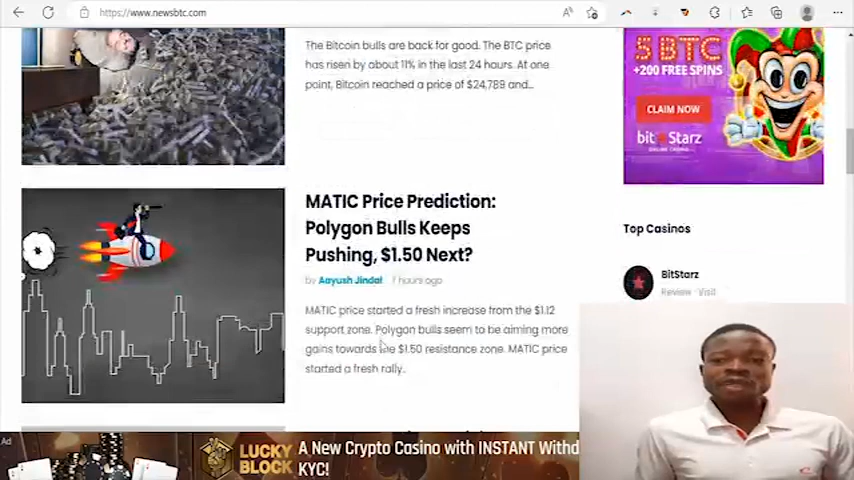 https://www.newsbtc.com
The Bitcoin bulls are back for good. The BTC price
has risen by about 11% in the last 24 hours. At one
point, Bitcoin reached a price of $24,789 and...
5 BTC
+200 FREE SPINS
CLAIM NOW
bitStarz
ONLINE CASINO
MATIC Price Prediction:
Polygon Bulls Keeps
Pushing, $1.50 Next?
by Aayush Jindal 7 hours ago
MATIC price started a fresh increase from the $1.12
support zone. Polygon bulls seem to be aiming more
gains towards the $1.50 resistance zone. MATIC price
started a fresh rally.
Top Casinos
BitStarz
Review Visit
Ad
LUCKY
BLOCK
A New Crypto Casino with INSTANT Withd
KYC!